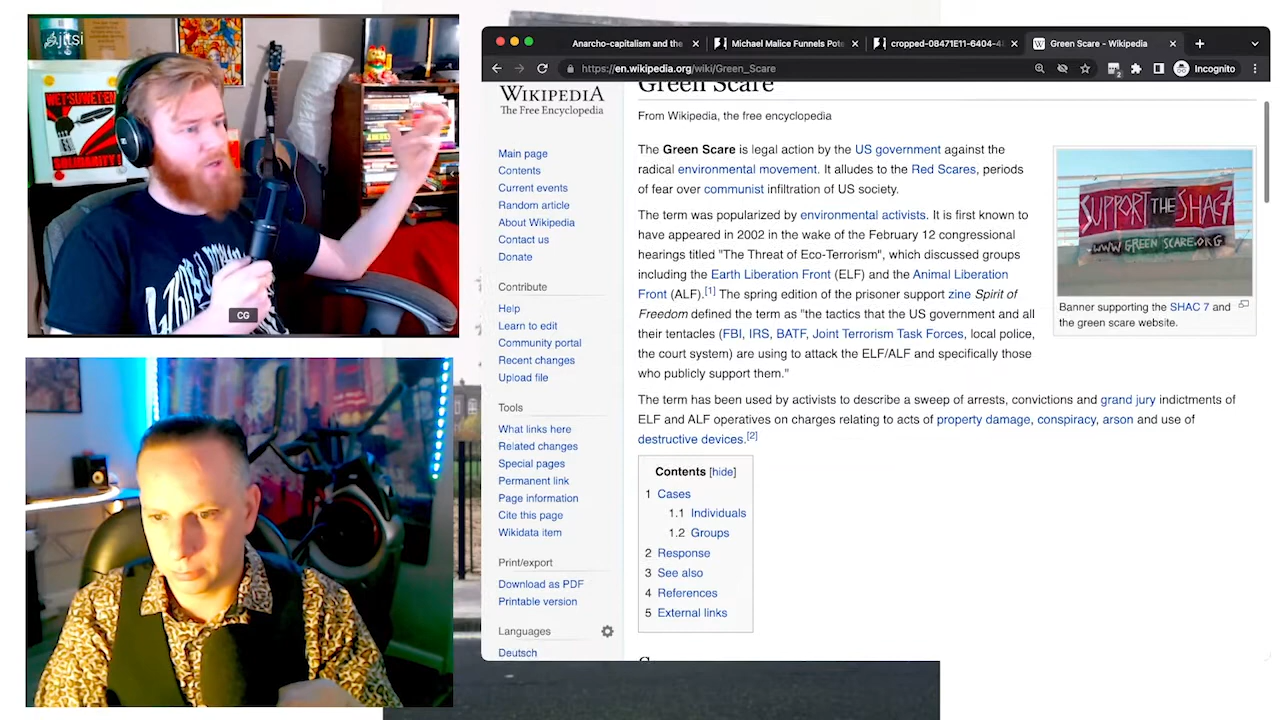 jitsi
WET'SUWET'EN
SOLIDARITY!
CG
Anarcho-capitalism and the
Michael Malice Funnels Pote
cropped-08471E11-6404-4
Green Scare - Wikipedia
https://en.wikipedia.org/wiki/Green_Scare
2
Incognito
WIKIPEDIA
The Free Encyclopedia
Main page
Contents
Current events
Random article
About Wikipedia
Contact us
Donate
Contribute
Help
Learn to edit
Community portal
Recent changes
Upload file
Tools
What links here
Related changes
Special pages
Permanent link
Page information
Cite this page
Wikidata item
Print/export
Download as PDF
Printable version
Languages
Deutsch
Green Scare
From Wikipedia, the free encyclopedia
The Green Scare is legal action by the US government against the
radical environmental movement. It alludes to the Red Scares, periods
of fear over communist infiltration of US society.
The term was popularized by environmental activists. It is first known to
have appeared in 2002 in the wake of the February 12 congressional
hearings titled "The Threat of Eco-Terrorism", which discussed groups
including the Earth Liberation Front (ELF) and the Animal Liberation
Front (ALF).[1] The spring edition of the prisoner support zine Spirit of
Freedom defined the term as "the tactics that the US government and all
their tentacles (FBI, IRS, BATF, Joint Terrorism Task Forces, local police,
the court system) are using to attack the ELF/ALF and specifically those
who publicly support them."
The term has been used by activists to describe a sweep of arrests, convictions and grand jury indictments of
ELF and ALF operatives on charges relating to acts of property damage, conspiracy, arson and use of
destructive devices.[2]
SUPPORT THE SHAC7
WWW.GREENSCARE.ORG
Banner supporting the SHAC 7 and
the green scare website.
Contents [hide]
1 Cases
1.1 Individuals
1.2 Groups
2 Response
3 See also
4 References
5 External links